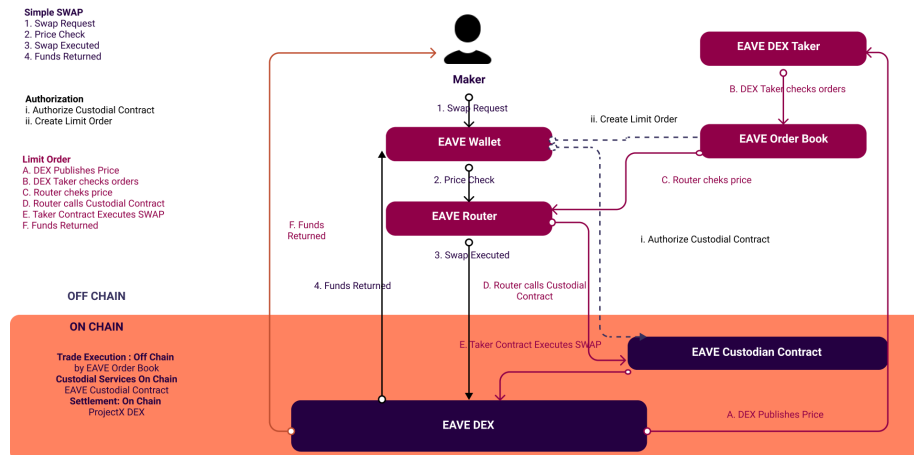 Simple SWAP
1. Swap Request
2. Price Check
3. Swap Executed
4. Funds Returned
Authorization
i. Authorize Custodial Contract
ii. Create Limit Order
Limit Order
A. DEX Publishes Price
B. DEX Taker checks orders
C. Router cheks price
D. Router calls Custodial Contract
E. Taker Contract Executes SWAP
F. Funds Returned
Maker
EAVE DEX Taker
1. Swap Request
B. DEX Taker checks orders
ii. Create Limit Order
EAVE Wallet
EAVE Order Book
2. Price Check
C. Router cheks price
EAVE Router
F. Funds
Returned
i. Authorize Custodial Contract
3. Swap Executed
4. Funds Returned
D. Router calls Custodial
Contract
OFF CHAIN
ON CHAIN
E. Taker Contract Executes SWAP
EAVE Custodian Contract
Trade Execution : Off Chain
by EAVE Order Book
Custodial Services On Chain
EAVE Custodial Contract
Settlement: On Chain
ProjectX DEX
EAVE DEX
A. DEX Publishes Price